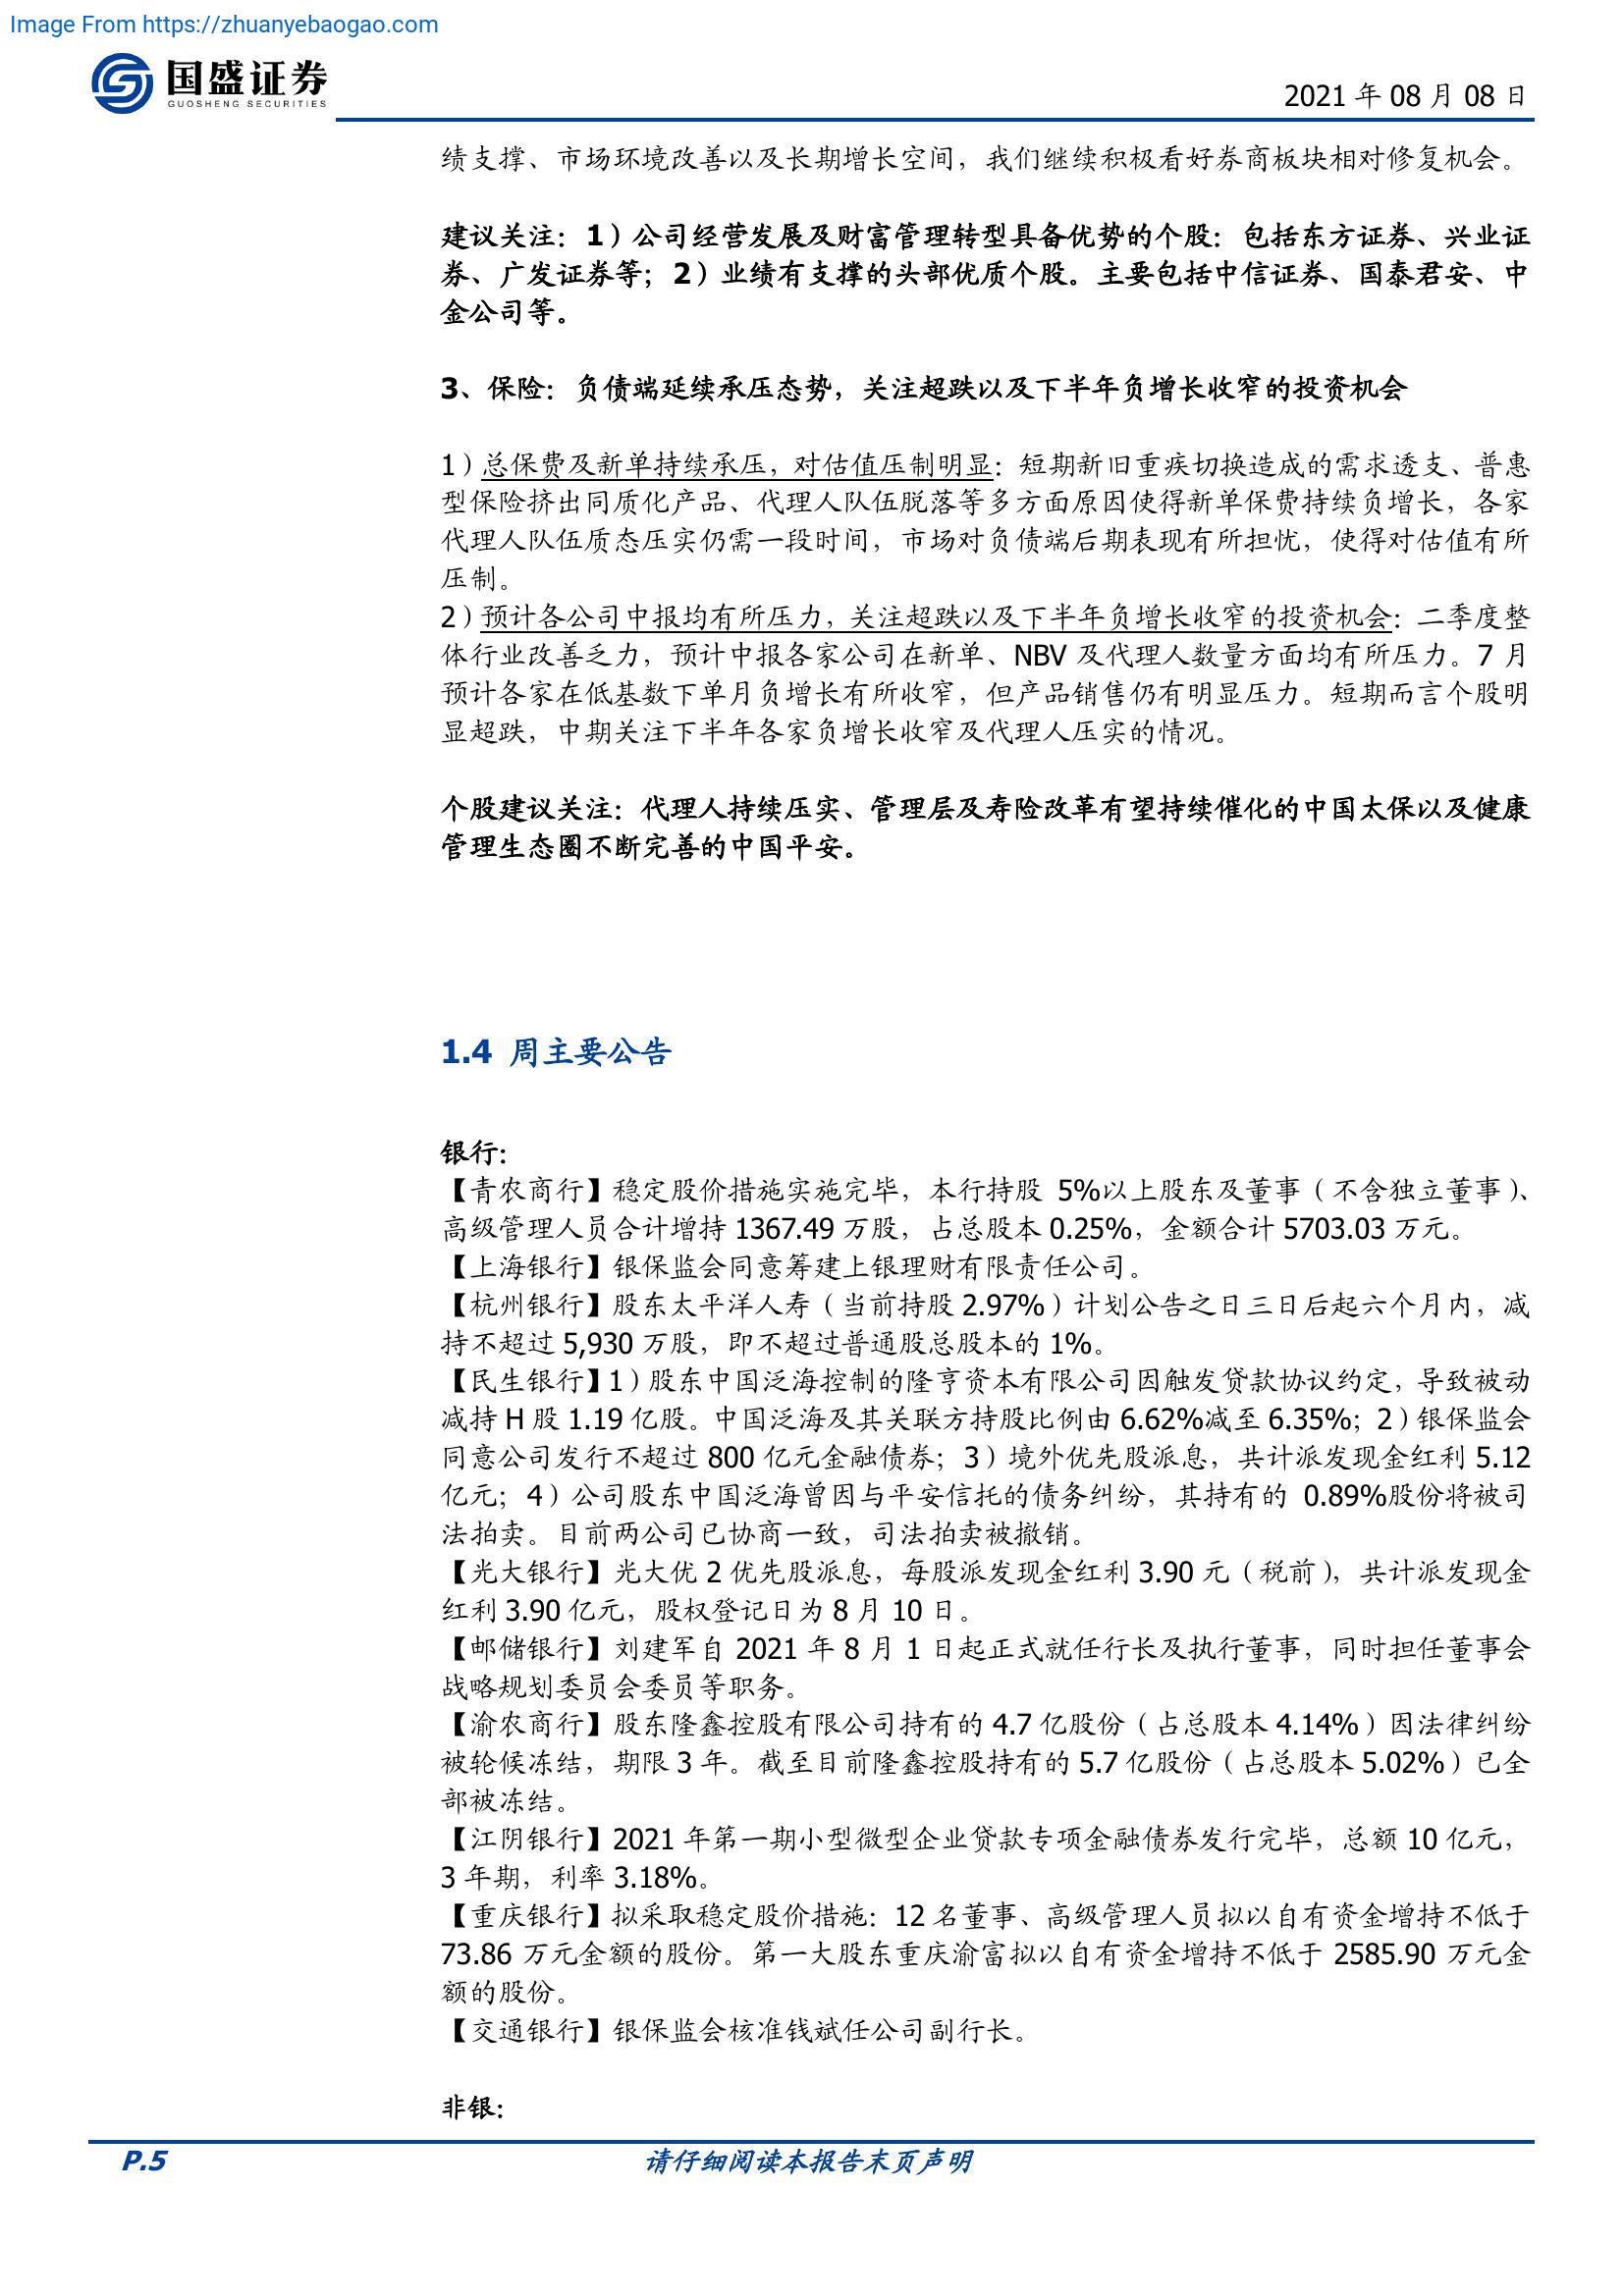 Image From https://zhuanyebaogao.com
国盛证券
GUOSHENG SECURITIES
2021 年 08 月 08 日
绩支撑、市场环境改善以及长期增长空间，我们继续积极看好券商板块相对修复机会。
建议关注：1）公司经营发展及财富管理转型具备优势的个股：包括东方证券、兴业证
券、广发证券等；2）业绩有支撑的头部优质个股。主要包括中信证券、国泰君安、中
金公司等。
3、保险：负债端延续承压态势，关注超跌以及下半年负增长收窄的投资机会
1）总保费及新单持续承压，对估值压制明显：短期新旧重疾切换造成的需求透支、普惠
型保险挤出同质化产品、代理人队伍脱落等多方面原因使得新单保费持续负增长，各家
代理人队伍质态压实仍需一段时间，市场对负债端后期表现有所担忧，使得对估值有所
压制。
2）预计各公司中报均有所压力，关注超跌以及下半年负增长收窄的投资机会：二季度整
体行业改善乏力，预计中报各家公司在新单、NBV 及代理人数量方面均有所压力。7 月
预计各家在低基数下单月负增长有所收窄，但产品销售仍有明显压力。短期而言个股明
显超跌，中期关注下半年各家负增长收窄及代理人压实的情况。
个股建议关注：代理人持续压实、管理层及寿险改革有望持续催化的中国太保以及健康
管理生态圈不断完善的中国平安。
1.4 周主要公告
银行：
【青农商行】稳定股价措施实施完毕，本行持股 5%以上股东及董事（不含独立董事）、
高级管理人员合计增持 1367.49 万股，占总股本 0.25%，金额合计 5703.03 万元。
【上海银行】银保监会同意筹建上银理财有限责任公司。
【杭州银行】股东太平洋人寿（当前持股 2.97%）计划公告之日三日后起六个月内，减
持不超过 5,930 万股，即不超过普通股总股本的 1%。
【民生银行】1）股东中国泛海控制的隆亨资本有限公司因触发贷款协议约定，导致被动
减持 H 股 1.19 亿股。中国泛海及其关联方持股比例由 6.62%减至 6.35%；2）银保监会
同意公司发行不超过 800 亿元金融债券；3）境外优先股派息，共计派发现金红利 5.12
亿元；4）公司股东中国泛海曾因与平安信托的债务纠纷，其持有的 0.89%股份将被司
法拍卖。目前两公司已协商一致，司法拍卖被撤销。
【光大银行】光大优 2 优先股派息，每股派发现金红利 3.90 元（税前），共计派发现金
红利 3.90 亿元，股权登记日为 8 月 10 日。
【邮储银行】刘建军自 2021 年 8 月 1 日起正式就任行长及执行董事，同时担任董事会
战略规划委员会委员等职务。
【渝农商行】股东隆鑫控股有限公司持有的 4.7 亿股份（占总股本 4.14%）因法律纠纷
被轮候冻结，期限 3 年。截至目前隆鑫控股持有的 5.7 亿股份（占总股本 5.02%）已全
部被冻结。
【江阴银行】2021 年第一期小型微型企业贷款专项金融债券发行完毕，总额 10 亿元，
3 年期，利率 3.18%。
【重庆银行】拟采取稳定股价措施：12 名董事、高级管理人员拟以自有资金增持不低于
73.86 万元金额的股份。第一大股东重庆渝富拟以自有资金增持不低于 2585.90 万元金
额的股份。
【交通银行】银保监会核准钱斌任公司副行长。
非银：
P.5
请仔细阅读本报告末页声明